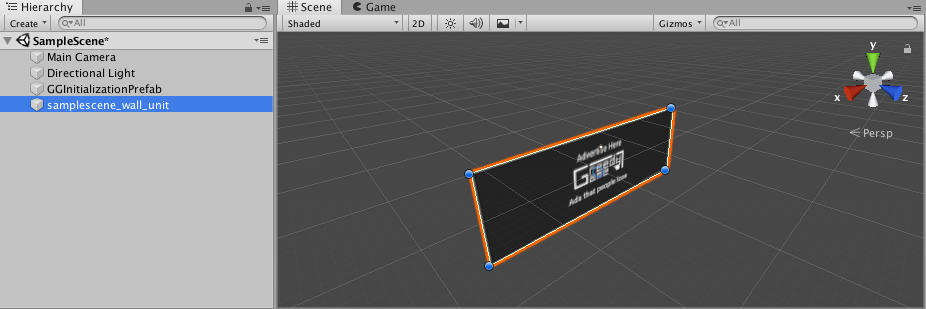 Hierarchy
Create
All
SampleScene*
Main Camera
Directional Light
GGInitializationPrefab
samplescene_wall_unit
Scene
Game
Shaded
2D
Gizmos
All
y
x
z
Persp
Advertise Here
Ads that people love